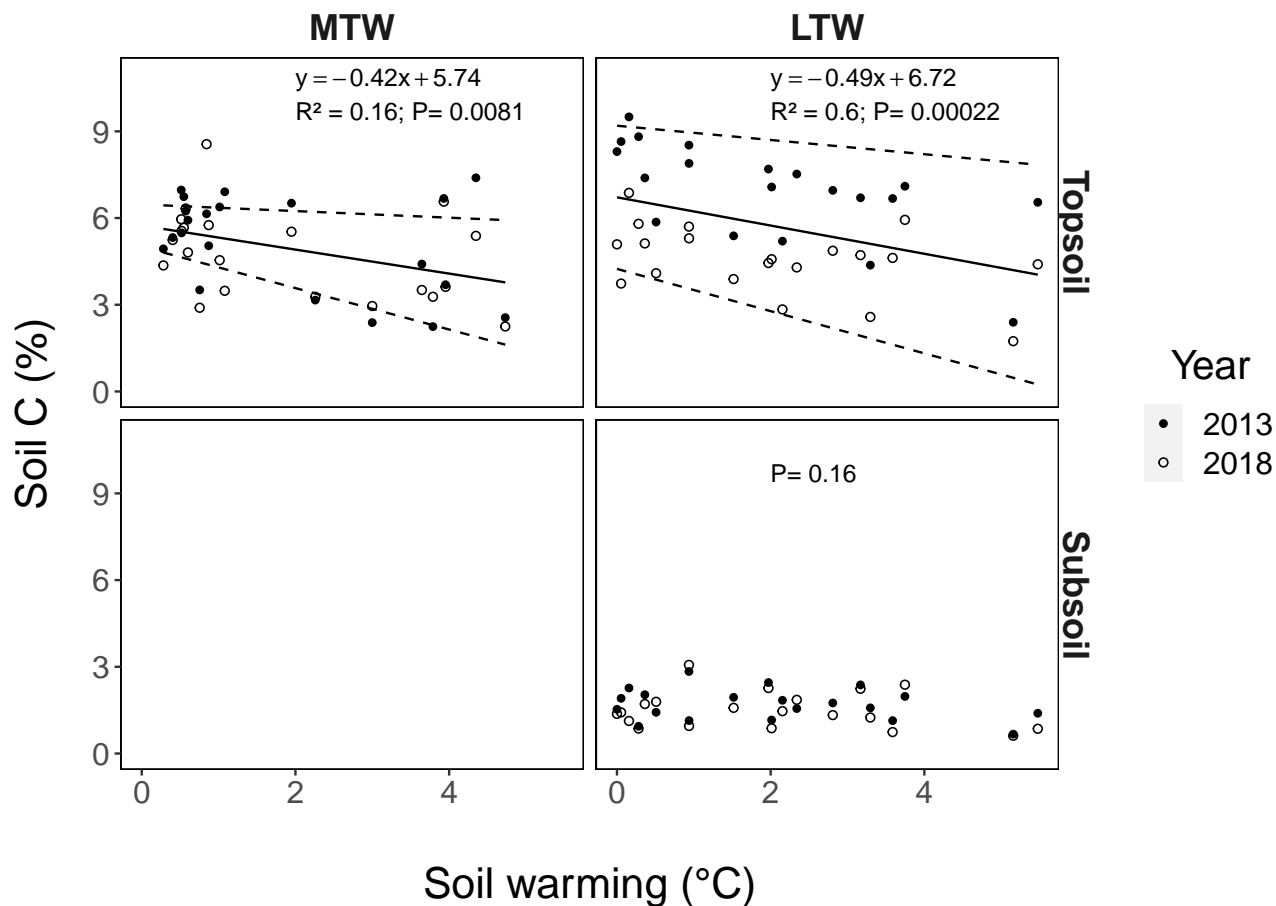 MTW
LTW
y = −0.42x + 5.74
R² = 0.16; P= 0.0081
y = −0.49x + 6.72
R² = 0.6; P= 0.00022
Topsoil
9
6
3
0
Soil C (%)
Year
2013
2018
P= 0.16
Subsoil
9
6
3
0
0
2
4
0
2
4
Soil warming (°C)